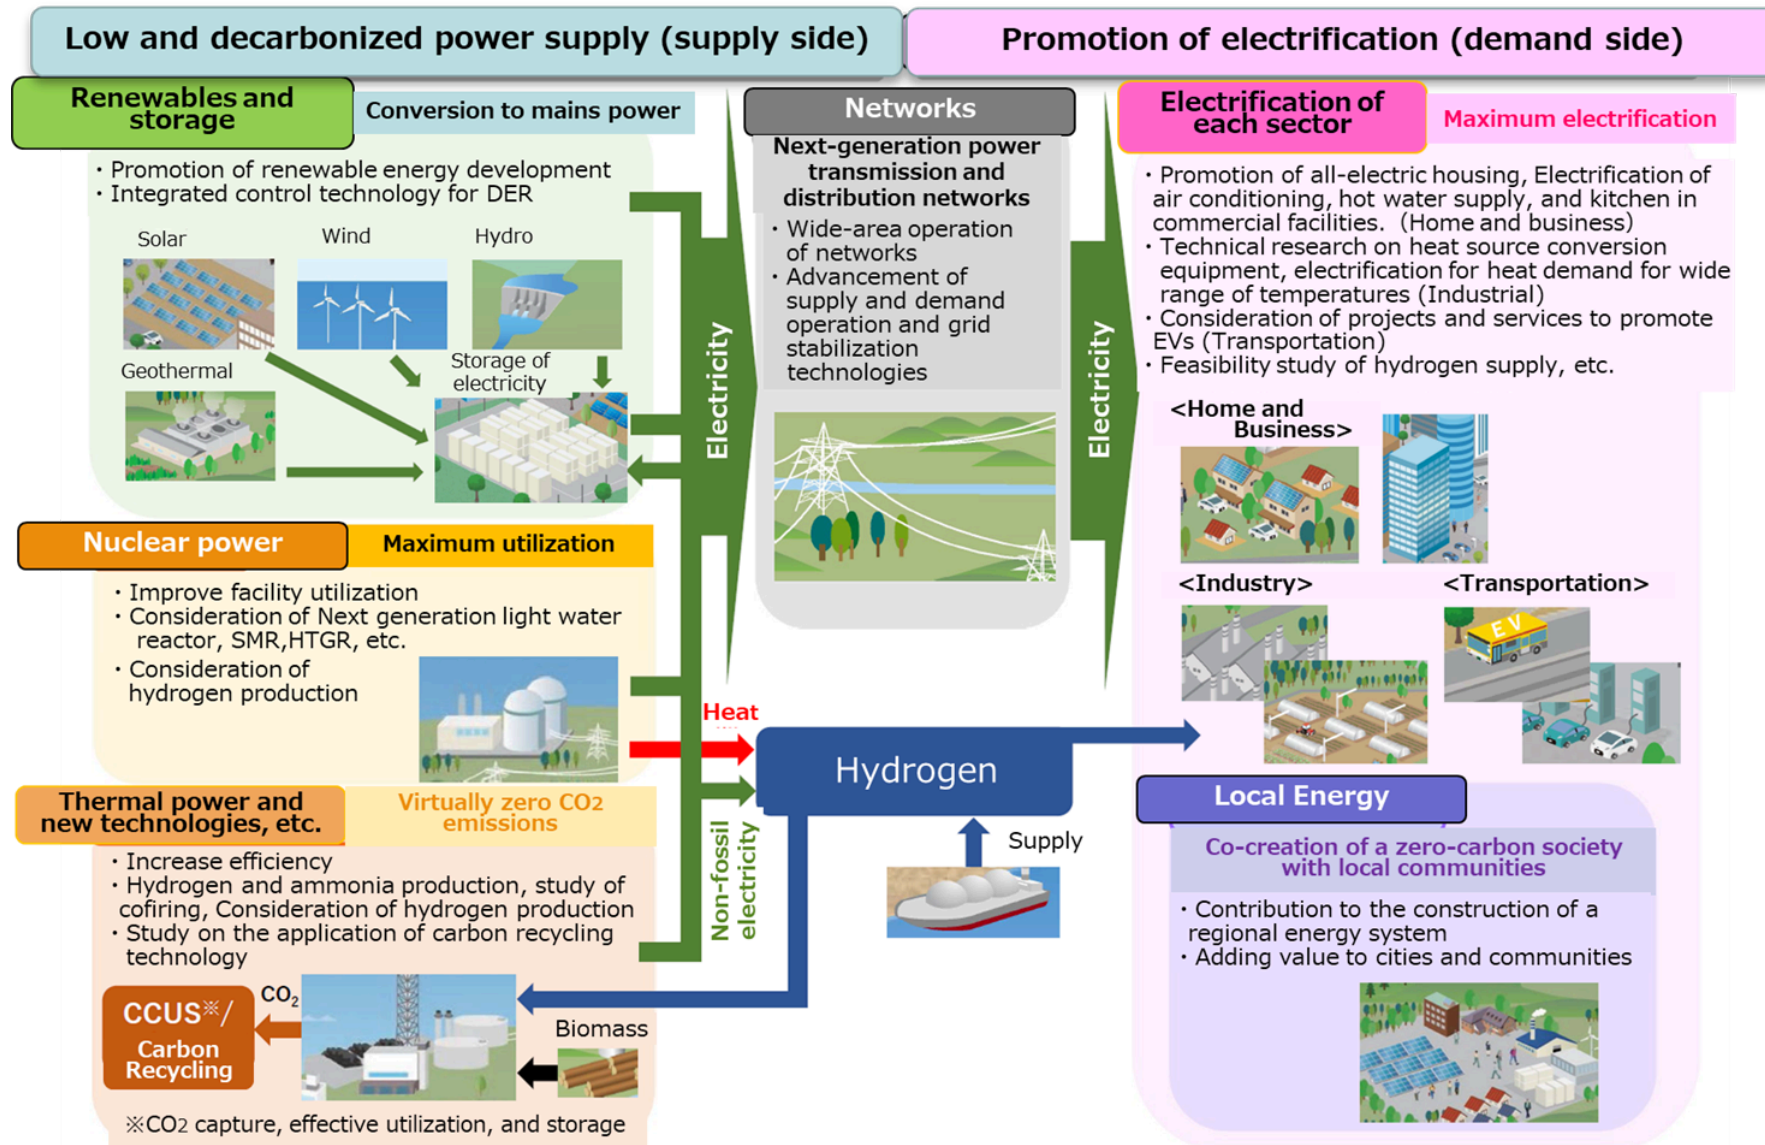 Low and decarbonized power supply (supply side)
Promotion of electrification (demand side)
Renewables and
storage
Conversion to mains power
・Promotion of renewable energy development
・Integrated control technology for DER
Solar
Wind
Hydro
Geothermal
Storage of
electricity
Nuclear power
Maximum utilization
・Improve facility utilization
・Consideration of Next generation light water
reactor, SMR,HTGR, etc.
・Consideration of
hydrogen production
Thermal power and
new technologies, etc.
Virtually zero CO2
emissions
・Increase efficiency
・Hydrogen and ammonia production, study of
cofiring, Consideration of hydrogen production
・Study on the application of carbon recycling
technology
CCUS※/
Carbon
Recycling
CO2
Biomass
※CO2 capture, effective utilization, and storage
Electricity
Networks
Next-generation power
transmission and
distribution networks
・Wide-area operation
of networks
・Advancement of
supply and demand
operation and grid
stabilization
technologies
Electricity
Heat
Non-fossil
electricity
Hydrogen
Supply
Electrification of
each sector
Maximum electrification
・Promotion of all-electric housing, Electrification of
air conditioning, hot water supply, and kitchen in
commercial facilities. (Home and business)
・Technical research on heat source conversion
equipment, electrification for heat demand for wide
range of temperatures (Industrial)
・Consideration of projects and services to promote
EVs (Transportation)
・Feasibility study of hydrogen supply, etc.
<Home and
Business>
<Industry>
<Transportation>
EV
Local Energy
Co-creation of a zero-carbon society
with local communities
・Contribution to the construction of a
regional energy system
・Adding value to cities and communities